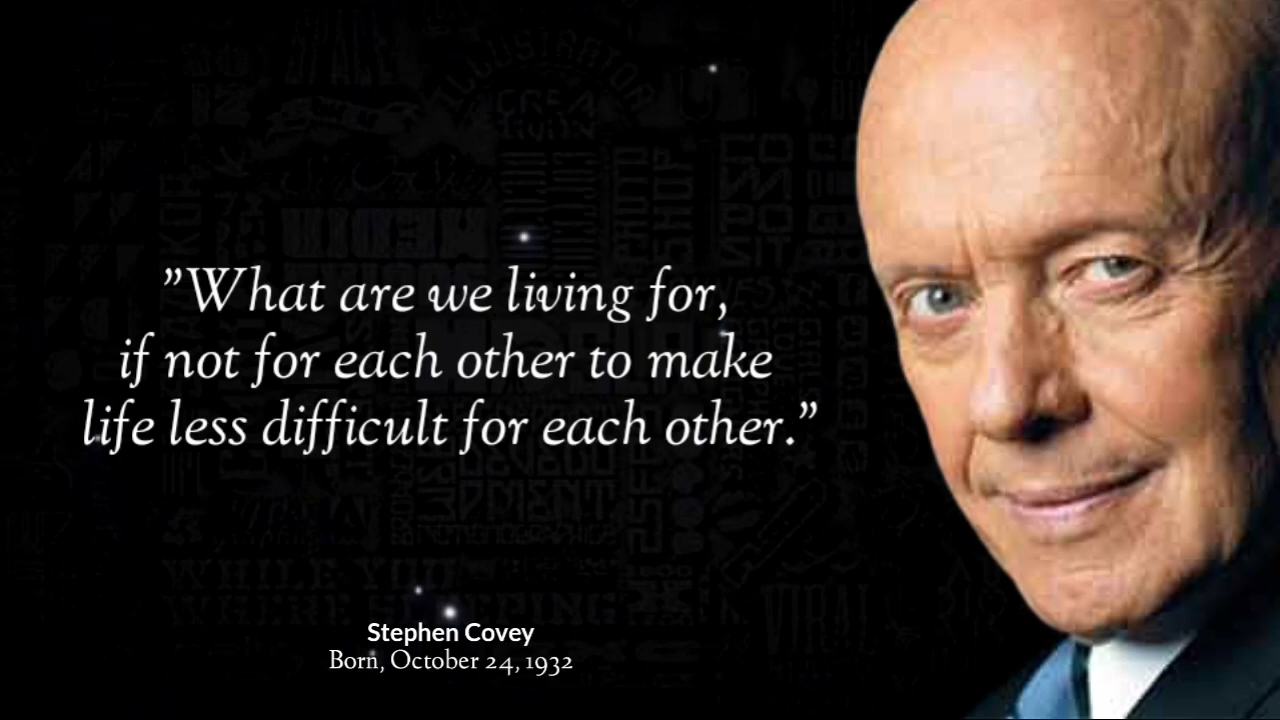 ”What are we living for,
if not for each other to make
life less difficult for each other.”
Stephen Covey
Born, October 24, 1932